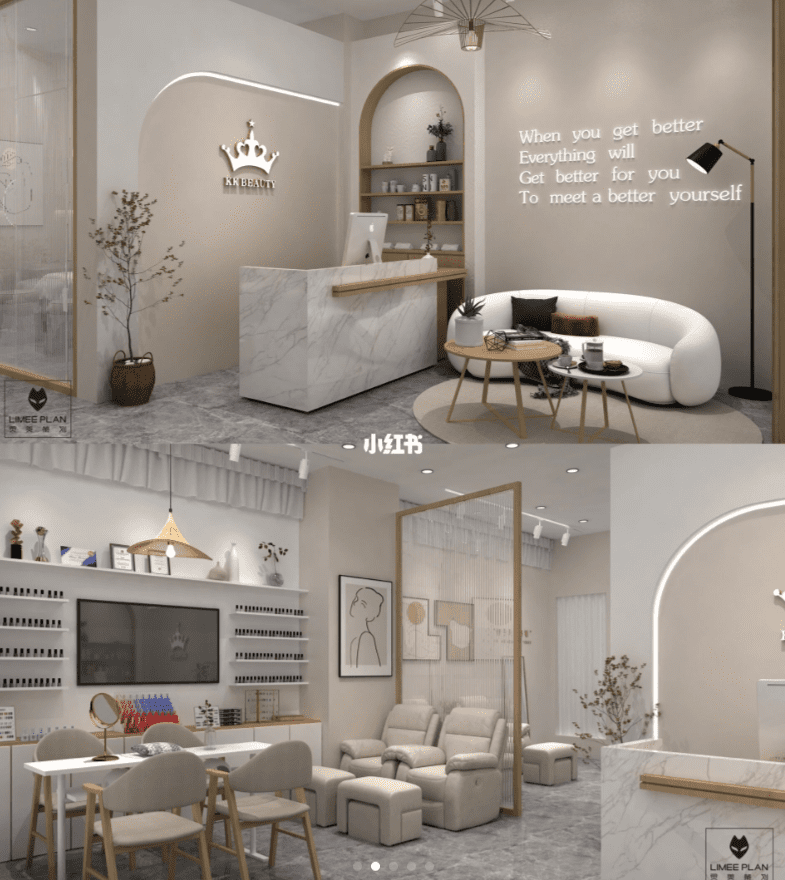 KK BEAUTY
When you get better
Everything will
Get better for you
To meet a better yourself
LIMEE PLAN
小红书
LIMEE PLAN